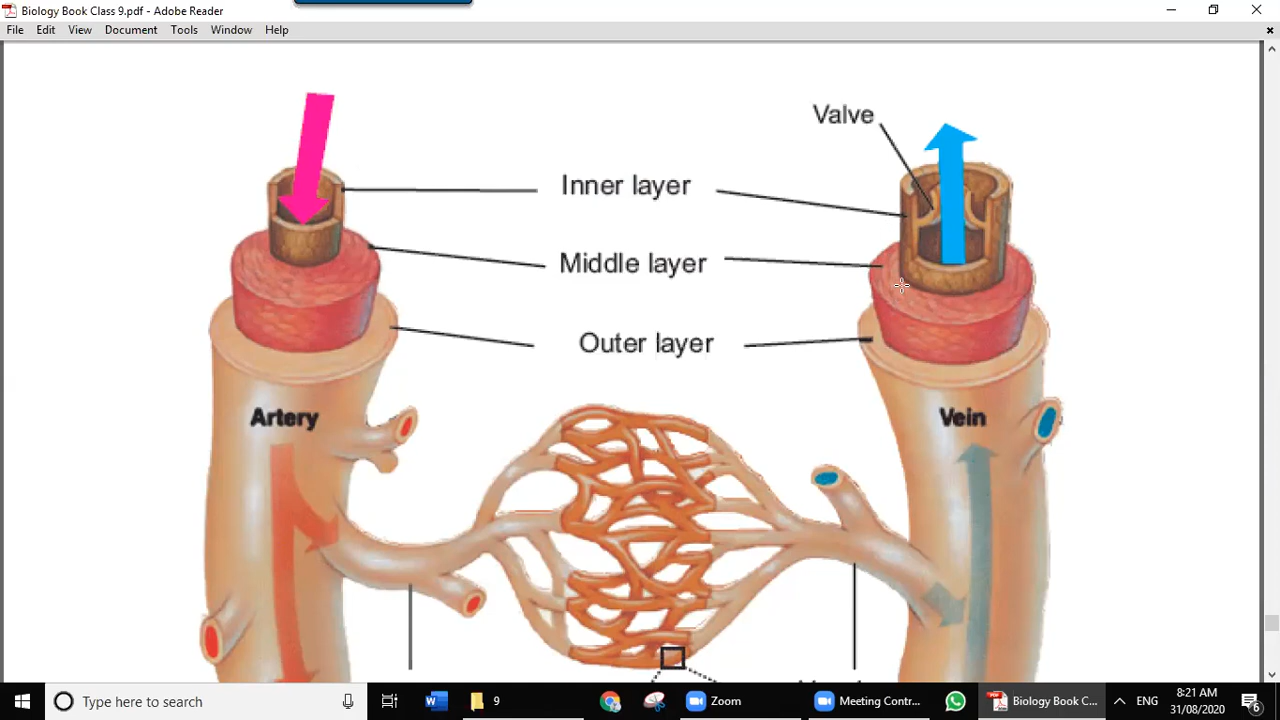 Biology Book Class 9.pdf - Adobe Reader
File Edit View Document Tools Window Help
Valve
Inner layer
Middle layer
Outer layer
Artery
Vein
Type here to search
9
Zoom
Meeting Contr...
Biology Book C...
ENG
8:21 AM
31/08/2020
6